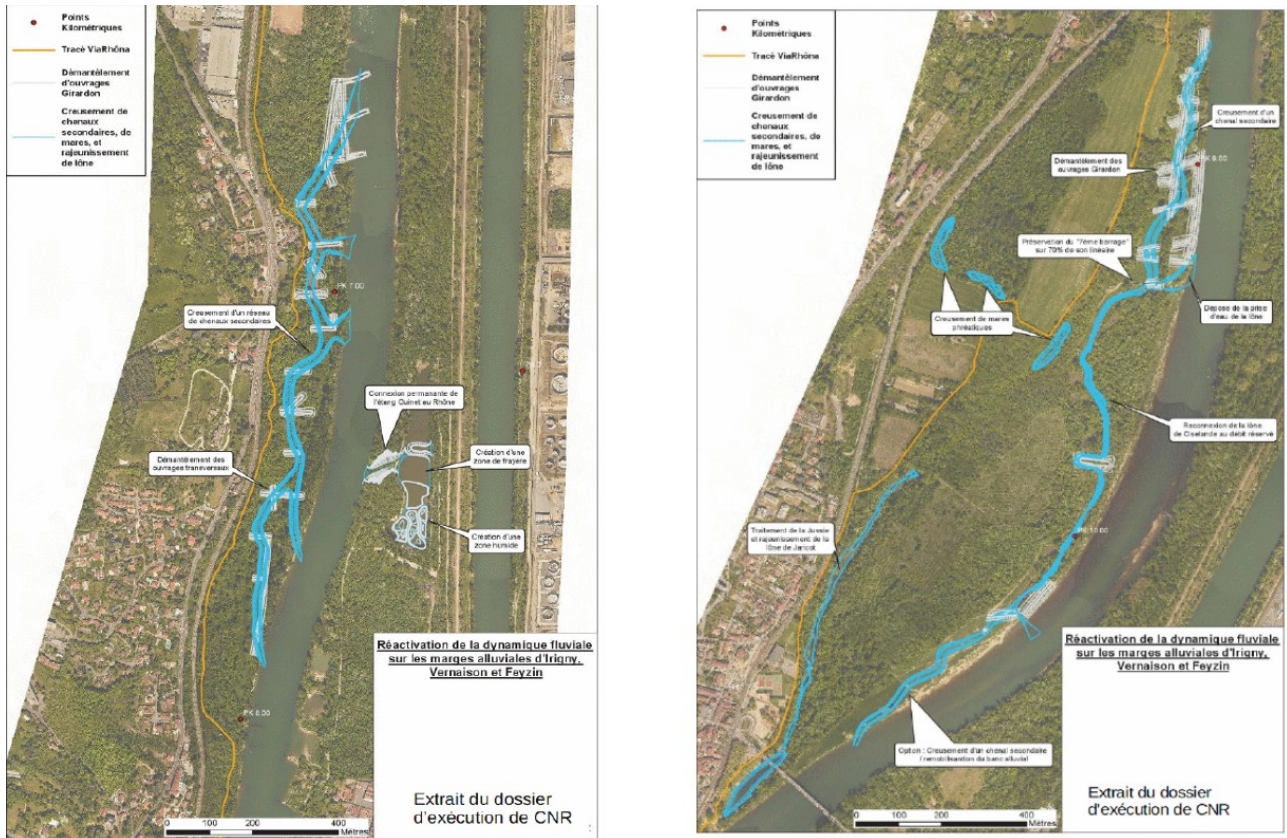 Points
Kilométriques
Tracé ViaRhôna
Démantèlement
d'ouvrages
Girardon
Creusement de
chenaux
secondaires, de
mares, et
rajeunissement
de lône
PK 7.00
Creusement d'un réseau
de chenaux secondaires
Connexion permanante de
l'étang Guinet au Rhône
Création d'une
zone de frayère
Démantèlement des
ouvrages transversaux
Création d'une
zone humide
Réactivation de la dynamique fluviale
sur les marges alluviales d'Irigny,
Vernaison et Feyzin
PK 8.00
Extrait du dossier
d'exécution de CNR
0 100 200 400
Mètres
Points
Kilométriques
Tracé ViaRhôna
Démantèlement
d'ouvrages
Girardon
Creusement de
chenaux
secondaires, de
mares, et
rajeunissement
de lône
Creusement d'un
chenal secondaire
Démantèlement des
ouvrages Girardon
PK 9.00
Préservation du "7ème barrage"
sur 70% de son linéaire
Creusement de mares
phréatiques
Dépose de la prise
d'eau de la lône
Reconnexion de la lône
de Ciselande au débit réservé
Traitement de la Jussie
et rajeunissement de la
lône de Jaricot
PK 10.00
Réactivation de la dynamique fluviale
sur les marges alluviales d'Irigny,
Vernaison et Feyzin
Option : Creusement d'un chenal secondaire
/ remobilisation du banc alluvial
Extrait du dossier
d'exécution de CNR
0 100 200 400
Mètres